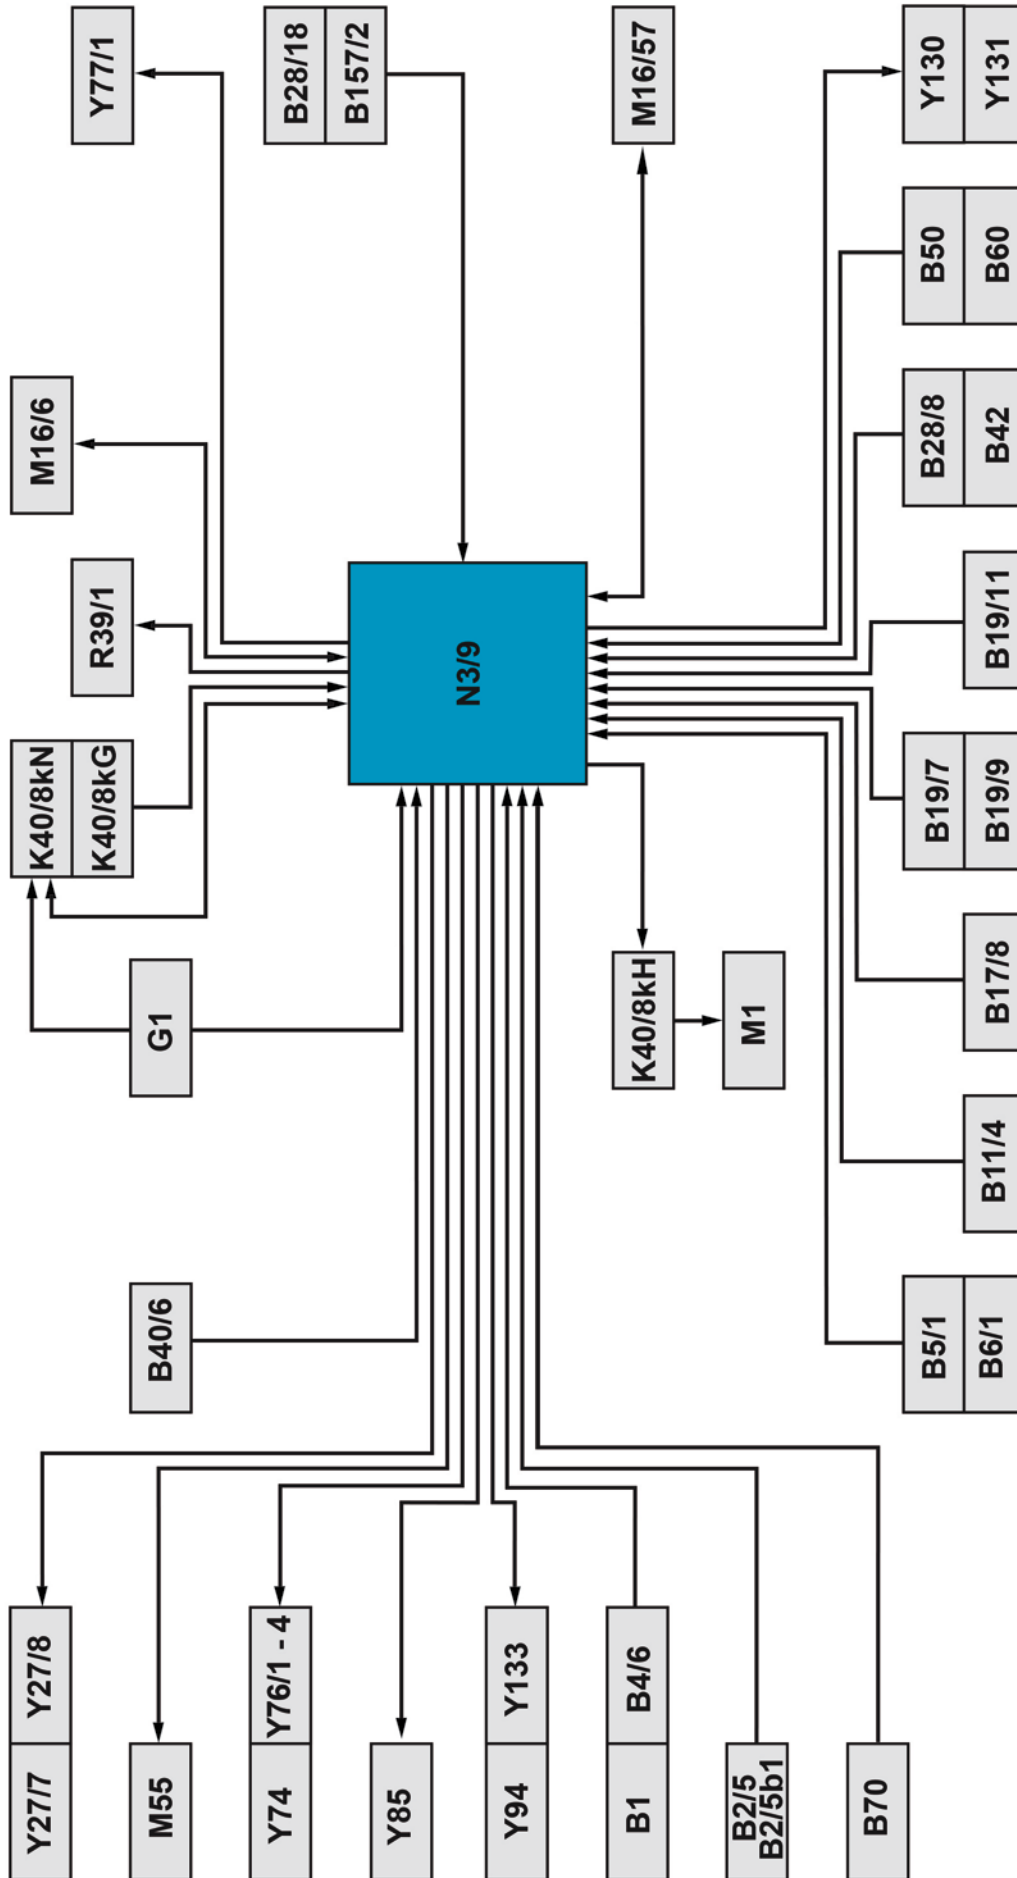 Y77/1
B28/18
B157/2
M16/57
Y130
Y131
B50
B60
M16/6
B28/8
B42
R39/1
B19/11
N3/9
K40/8kN
K40/8kG
B19/7
B19/9
G1
K40/8kH
M1
B17/8
B11/4
B40/6
B5/1
B6/1
Y27/7
Y27/8
M55
Y74
Y76/1 - 4
Y85
Y94
Y133
B1
B4/6
B2/5
B2/5b1
B70